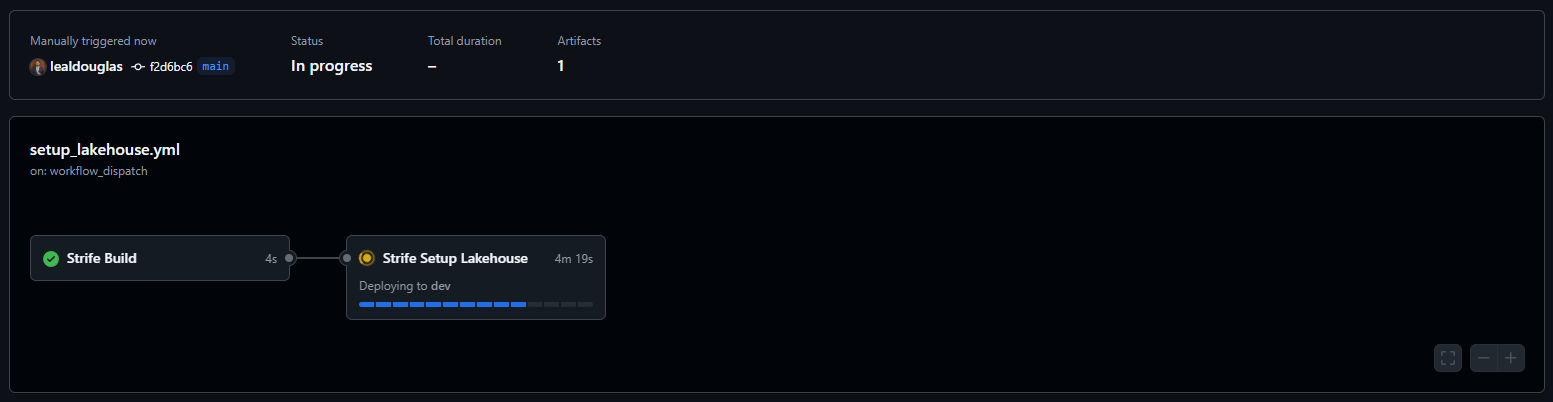 Manually triggered now
Status
Total duration
Artifacts
lealdouglas f2d6bc6 main
In progress
–
1
setup_lakehouse.yml
on: workflow_dispatch
Strife Build 4s
Strife Setup Lakehouse 4m 19s
Deploying to dev